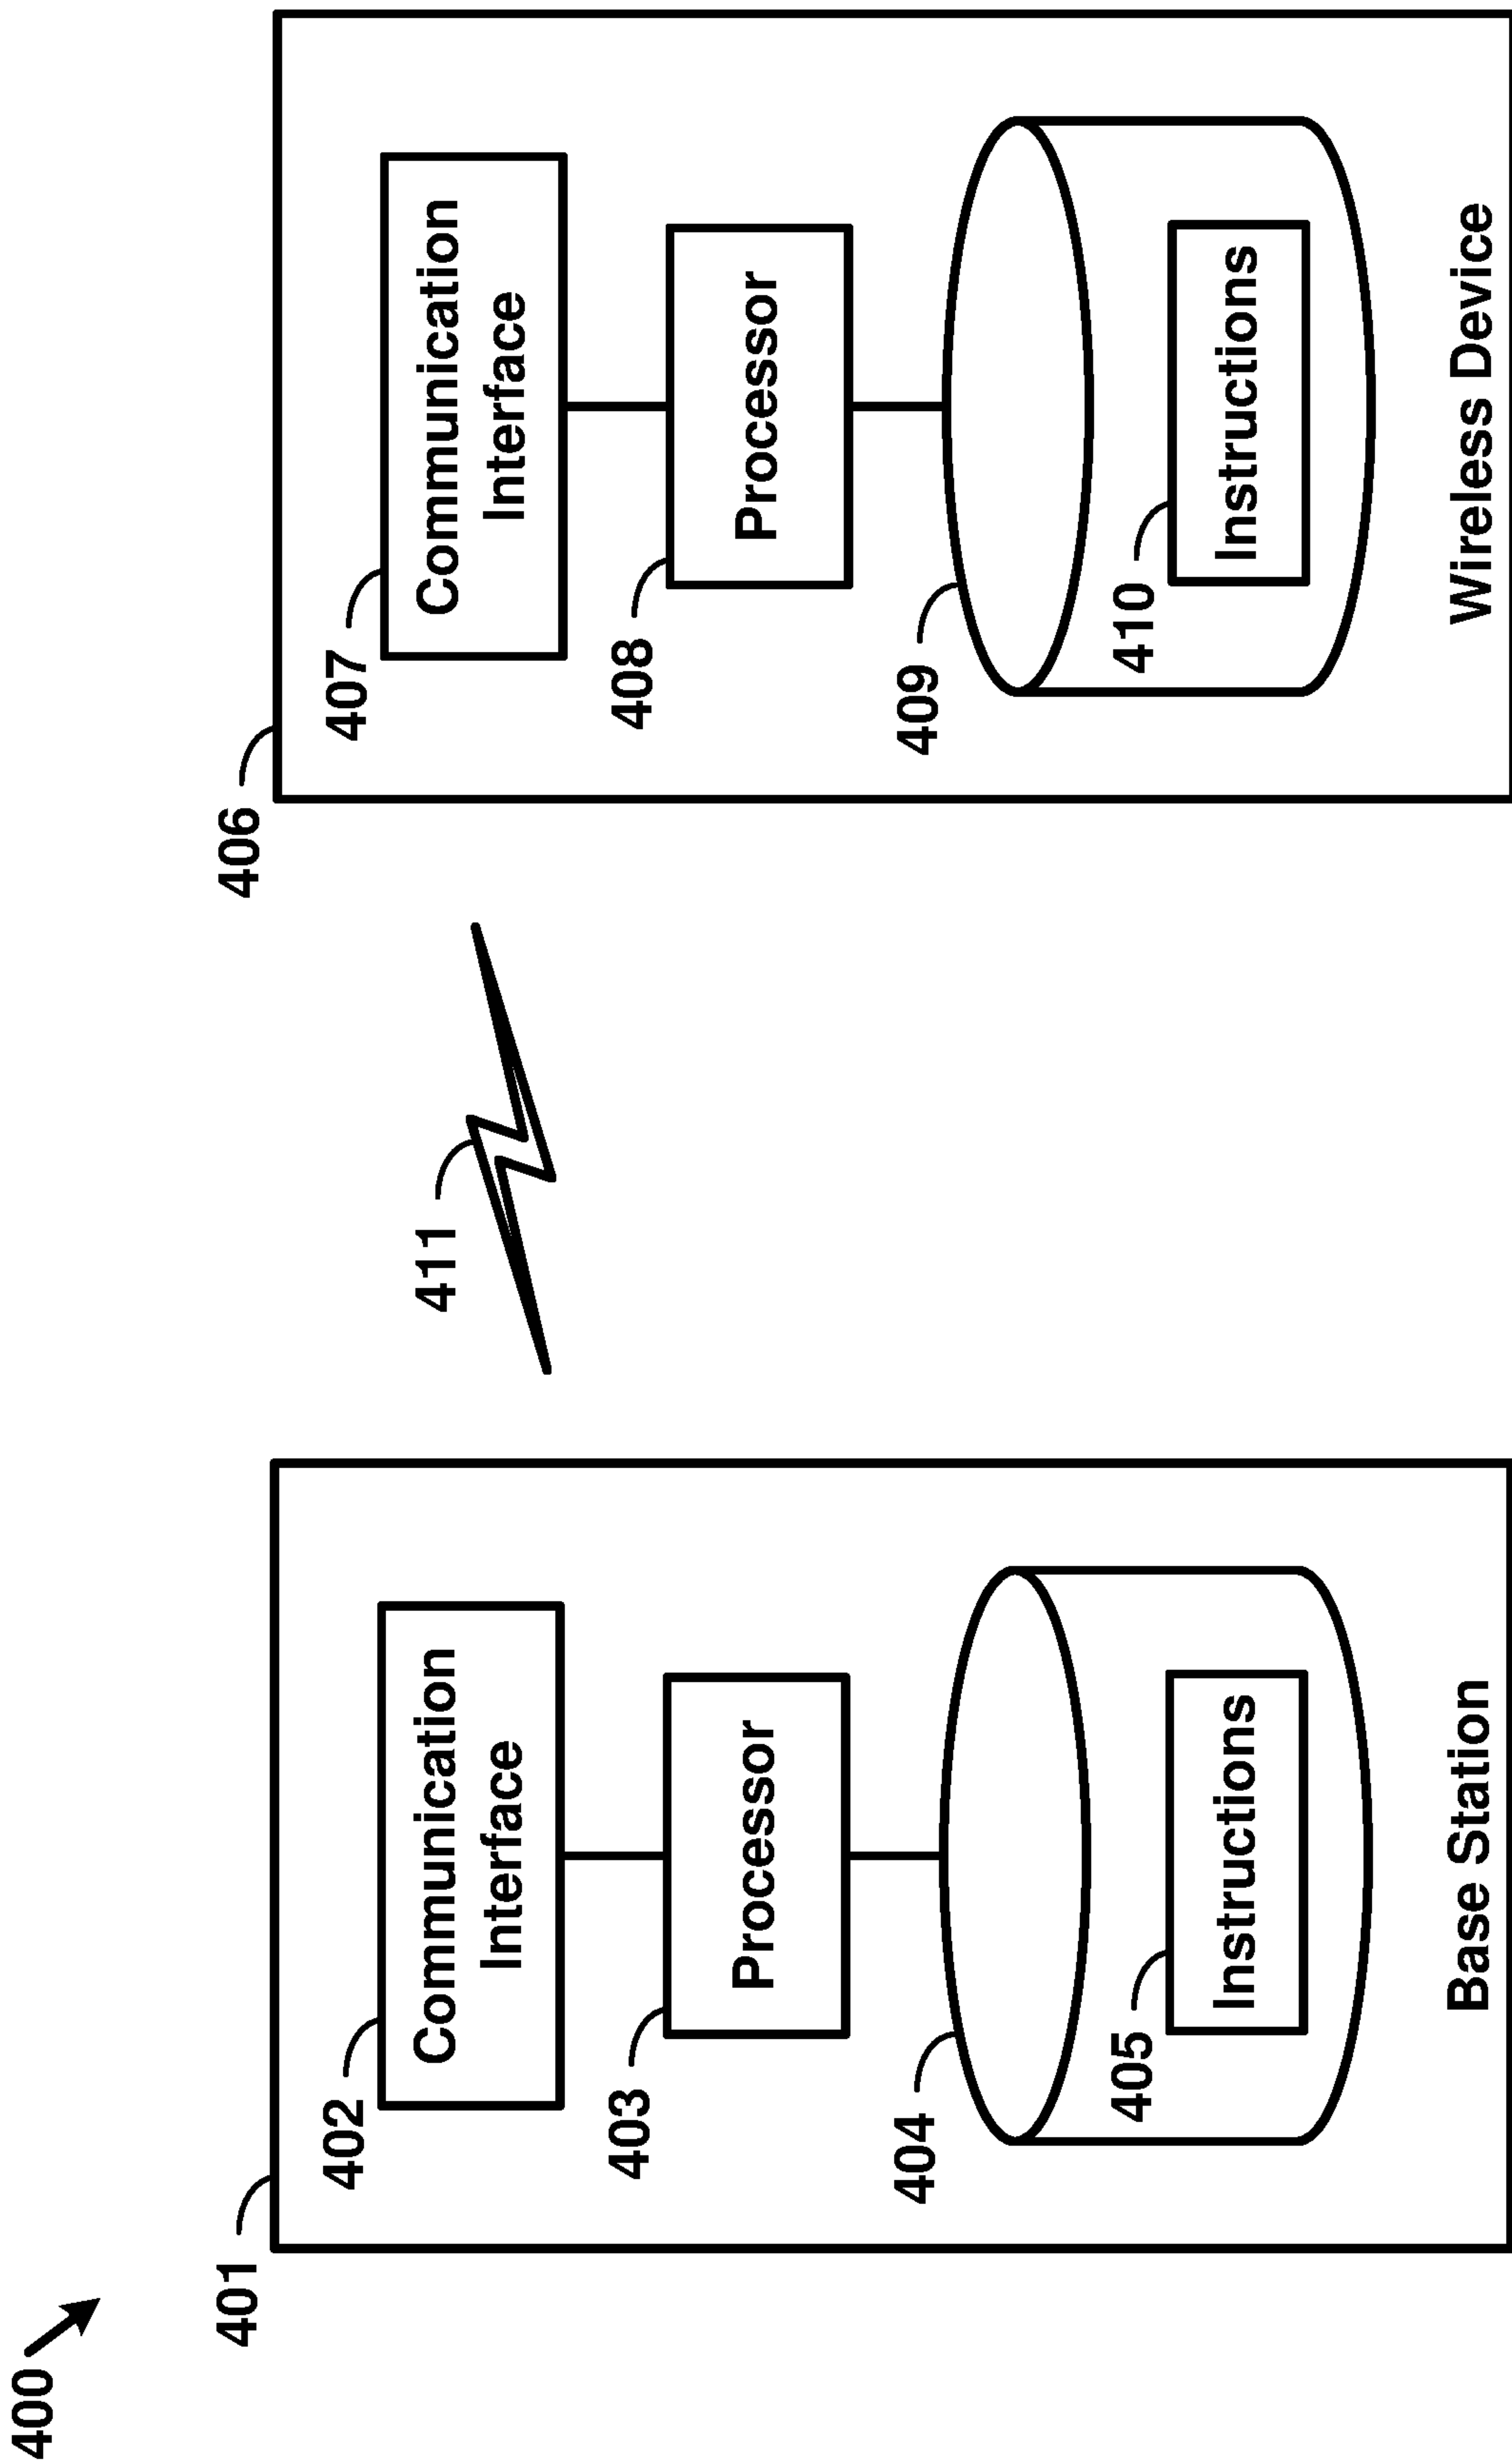 400
401
402
Communication
Interface
403
Processor
404
405
Instructions
Base Station
411
406
407
Communication
Interface
408
Processor
409
410
Instructions
Wireless Device